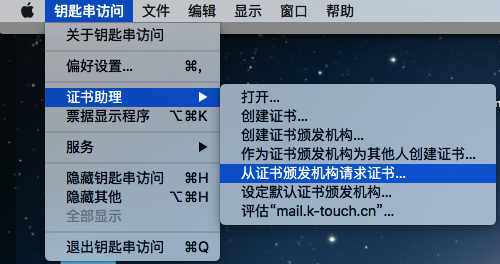 钥匙串访问 文件 编辑 显示 窗口 帮助
关于钥匙串访问
偏好设置... ⌘,
证书助理 ▶
票据显示程序 ⌥⌘K
服务 ▶
隐藏钥匙串访问 ⌘H
隐藏其他 ⌥⌘H
全部显示
退出钥匙串访问 ⌘Q
打开...
创建证书...
创建证书颁发机构...
作为证书颁发机构为其他人创建证书...
从证书颁发机构请求证书...
设定默认证书颁发机构...
评估“mail.k-touch.cn”...